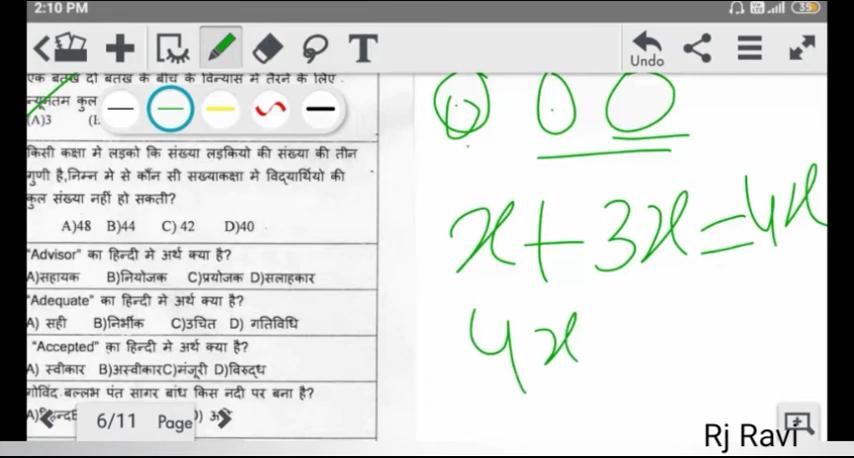 2:10 PM
35
T
Undo
एक बतख दो बतख के बीच के विन्यास मे तैरने के लिए
न्यूनतम कुल
(A)3
किसी कक्षा मे लड़को कि संख्या लड़कियो की संख्या की तीन
गुणी है,निम्न मे से कौंन सी सख्याकक्षा मे विद्यार्थियो की
कुल संख्या नहीं हो सकती?
A)48 B)44 C) 42 D)40
"Advisor" का हिन्दी मे अर्थ क्या है?
A)सहायक B)नियोजक C)प्रयोजक D)सलाहकार
"Adequate" का हिन्दी मे अर्थ क्या है?
A) सही B)निर्भीक C)उचित D) गतिविधि
"Accepted" का हिन्दी मे अर्थ क्या है?
A) स्वीकार B)अस्वीकारC)मंजूरी D)विरुद्ध
गोविंद बल्लभ पंत सागर बांध किस नदी पर बना है?
6/11 Page
x+3x=4x
4x
Rj Ravi